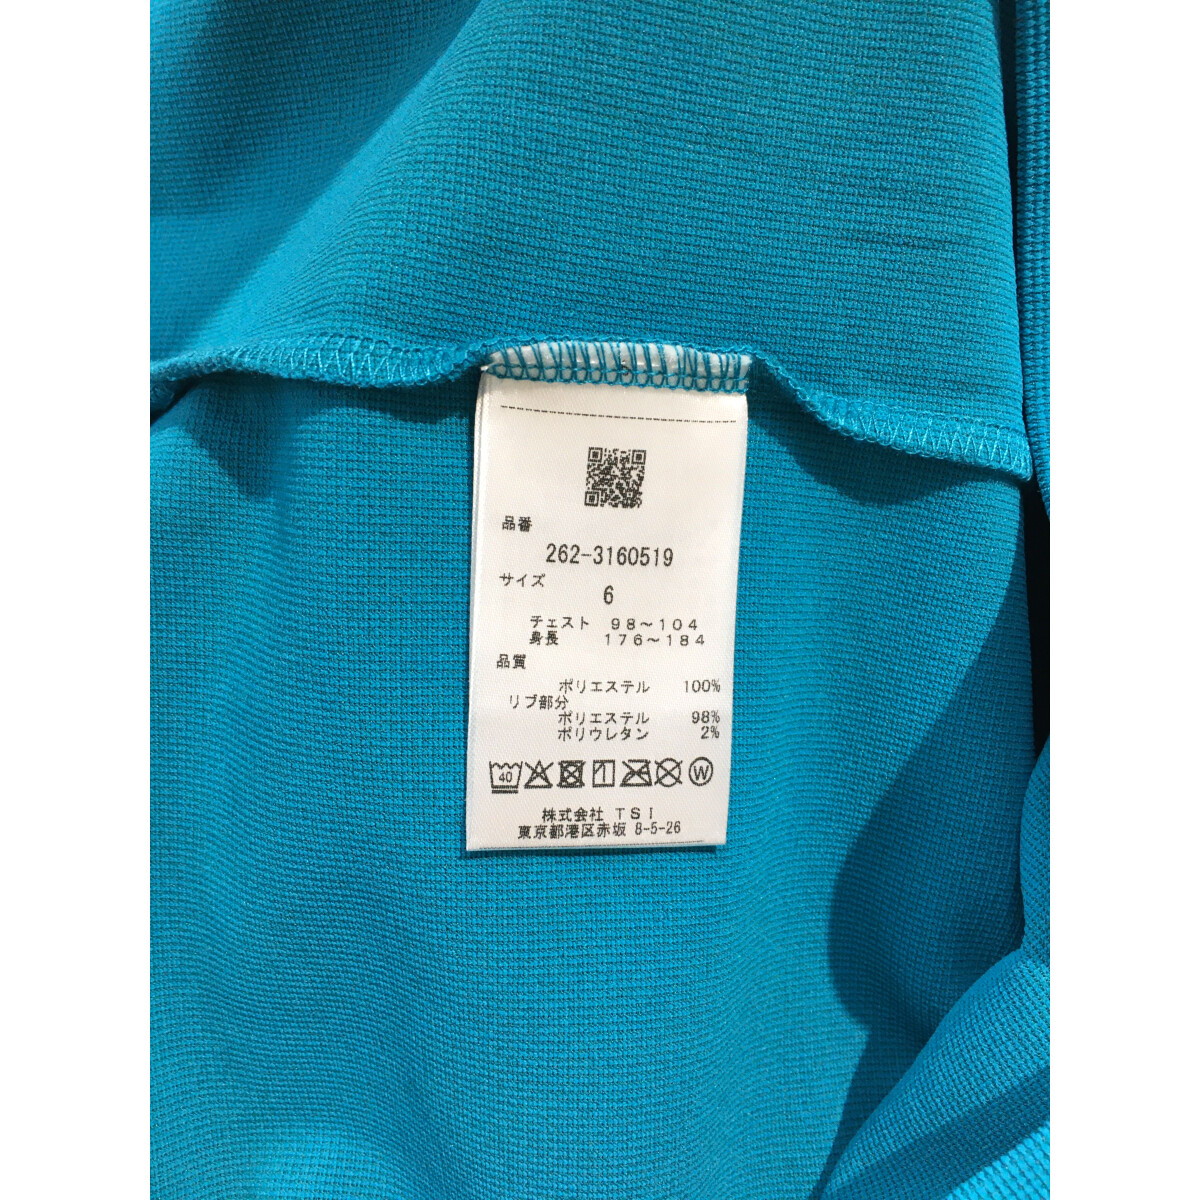 品番
262-3160519
サイズ
6
チェスト 98～104
身長 176～184
品質
ポリエステル 100%
リブ部分
ポリエステル 98%
ポリウレタン 2%
40 W
株式会社 TSI
東京都港区赤坂 8-5-26